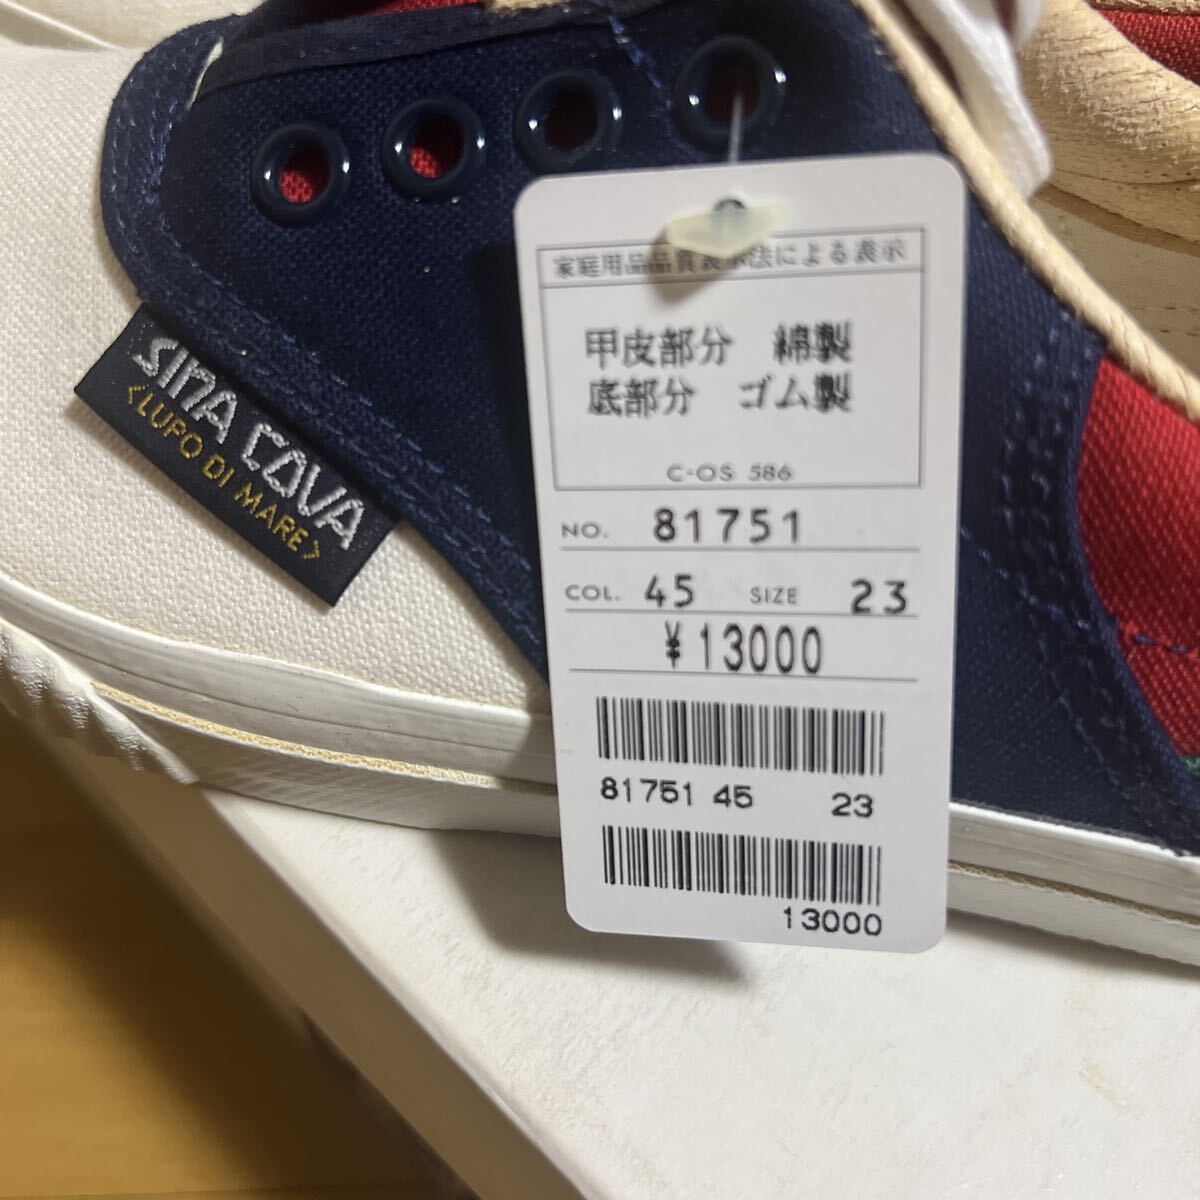 SINA COVA
<LUPO DI MARE>
家庭用品品質表示法による表示
甲皮部分 綿製
底部分 ゴム製
C-OS 586
NO. 81751
COL. 45 SIZE 23
¥13000
81751 45 23
13000